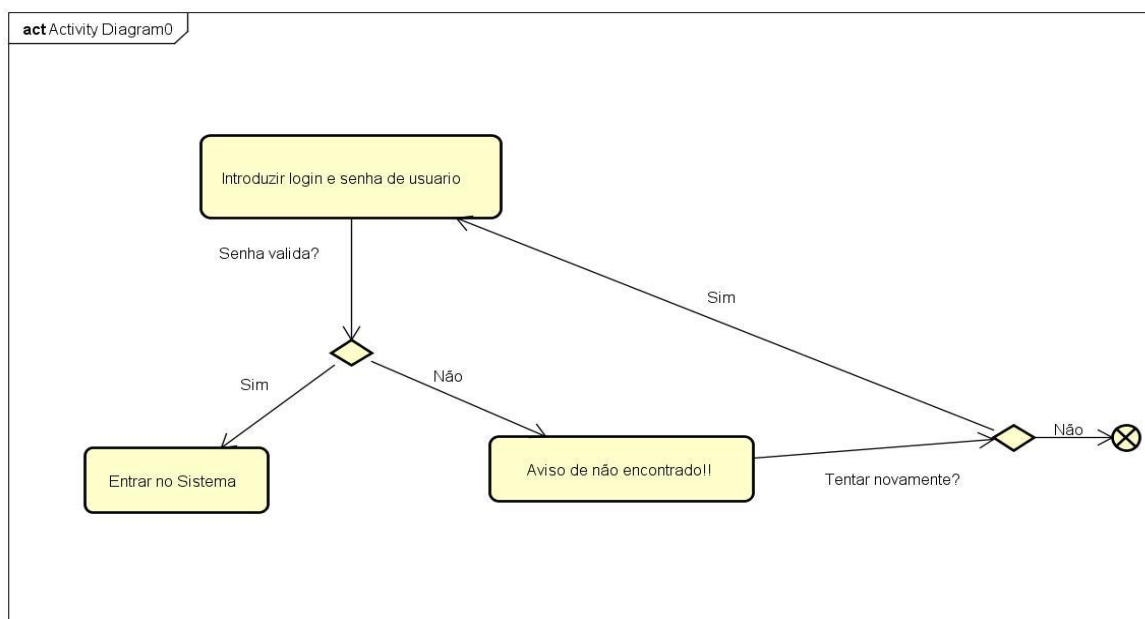 act Activity Diagram0
Introduzir login e senha de usuario
Senha valida?
Sim
Sim
Não
Não
Entrar no Sistema
Aviso de não encontrado!!
Tentar novamente?